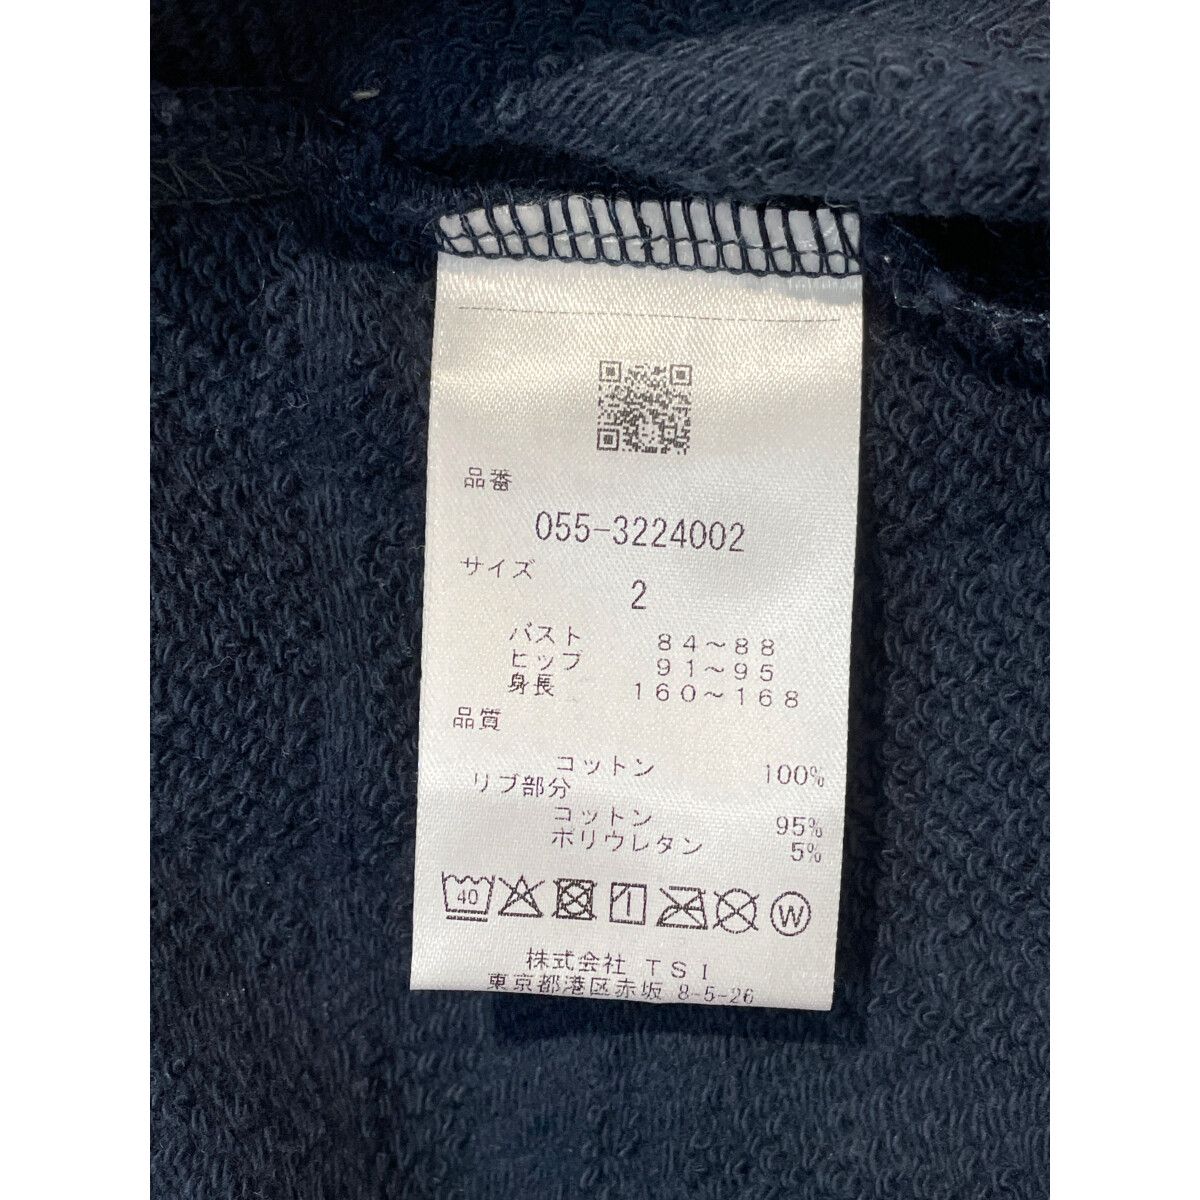 品番
055-3224002
サイズ
2
バスト 84～88
ヒップ 91～95
身長 160～168
品質
コットン 100%
リブ部分
コットン 95%
ポリウレタン 5%
40 W
株式会社 TSI
東京都港区赤坂 8-5-26